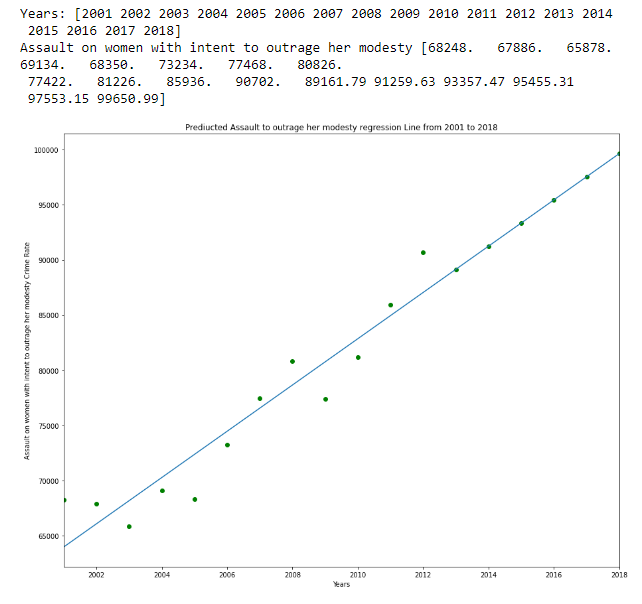 Years: [2001 2002 2003 2004 2005 2006 2007 2008 2009 2010 2011 2012 2013 2014
2015 2016 2017 2018]
Assault on women with intent to outrage her modesty [68248. 67886. 65878.
69134. 68350. 73234. 77468. 80826.
77422. 81226. 85936. 90702. 89161.79 91259.63 93357.47 95455.31
97553.15 99650.99]
Prediucted Assault to outrage her modesty regression Line from 2001 to 2018
100000
95000
90000
85000
80000
75000
70000
65000
Assault on women with intent to outrage her modesty Crime Rate
2002 2004 2006 2008 2010 2012 2014 2016 2018
Years